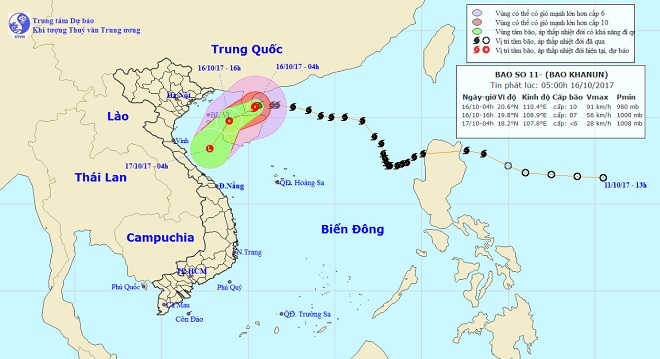 Trung tâm Dự báo
Khí tượng Thuỷ văn Trung ương
Vùng có thể có gió mạnh lớn hơn cấp 6
Vùng có thể có gió mạnh lớn hơn cấp 10
Vùng tâm bão, áp thấp nhiệt đới có khả năng đi
Vị trí tâm bão, áp thấp nhiệt đới đã qua
Vị trí tâm bão, áp thấp nhiệt đới hiện tại, dự báo
BAO SO 11- (BAO KHANUN)
Tin phát lúc: 05:00h 16/10/2017
Ngày-giờ Vĩ độ Kinh độ Cấp bão Vmax Pmin
16/10-04h 20.6°N 110.4°E cấp: 10 91 km/h 980 mb
16/10-16h 19.8°N 108.9°E cấp: 07 56 km/h 1000 mb
17/10-04h 18.2°N 107.8°E cấp: <6 28 km/h 1008 mb
Trung Quốc
16/10/17 - 16h
16/10/17 - 04h
Hà Nội
BLVĩ
Lào
Vinh
17/10/17 - 04h
Thái Lan
Đ.Nẵng
QĐ. Hoàng Sa
11/10/17 - 13h
Biển Đông
Campuchia
N.Trang
TP.HCM
Phú Quốc
Phú Quý
Cà Mau
Côn Đảo
QĐ. Trường Sa